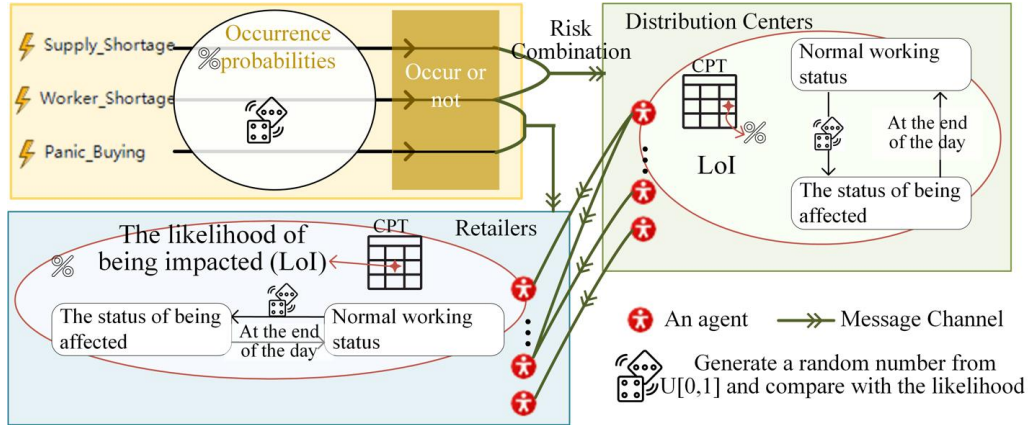 Supply_Shortage
Worker_Shortage
Panic_Buying
%
Occurrence
probabilities
Occur or
not
Risk
Combination
Distribution Centers
CPT
%
LoI
Normal working
status
At the end
of the day
The status of being
affected
Retailers
The likelihood of
being impacted (LoI)
%
CPT
The status of being
affected
At the end
of the day
Normal working
status
An agent
Message Channel
Generate a random number from
U[0,1] and compare with the likelihood